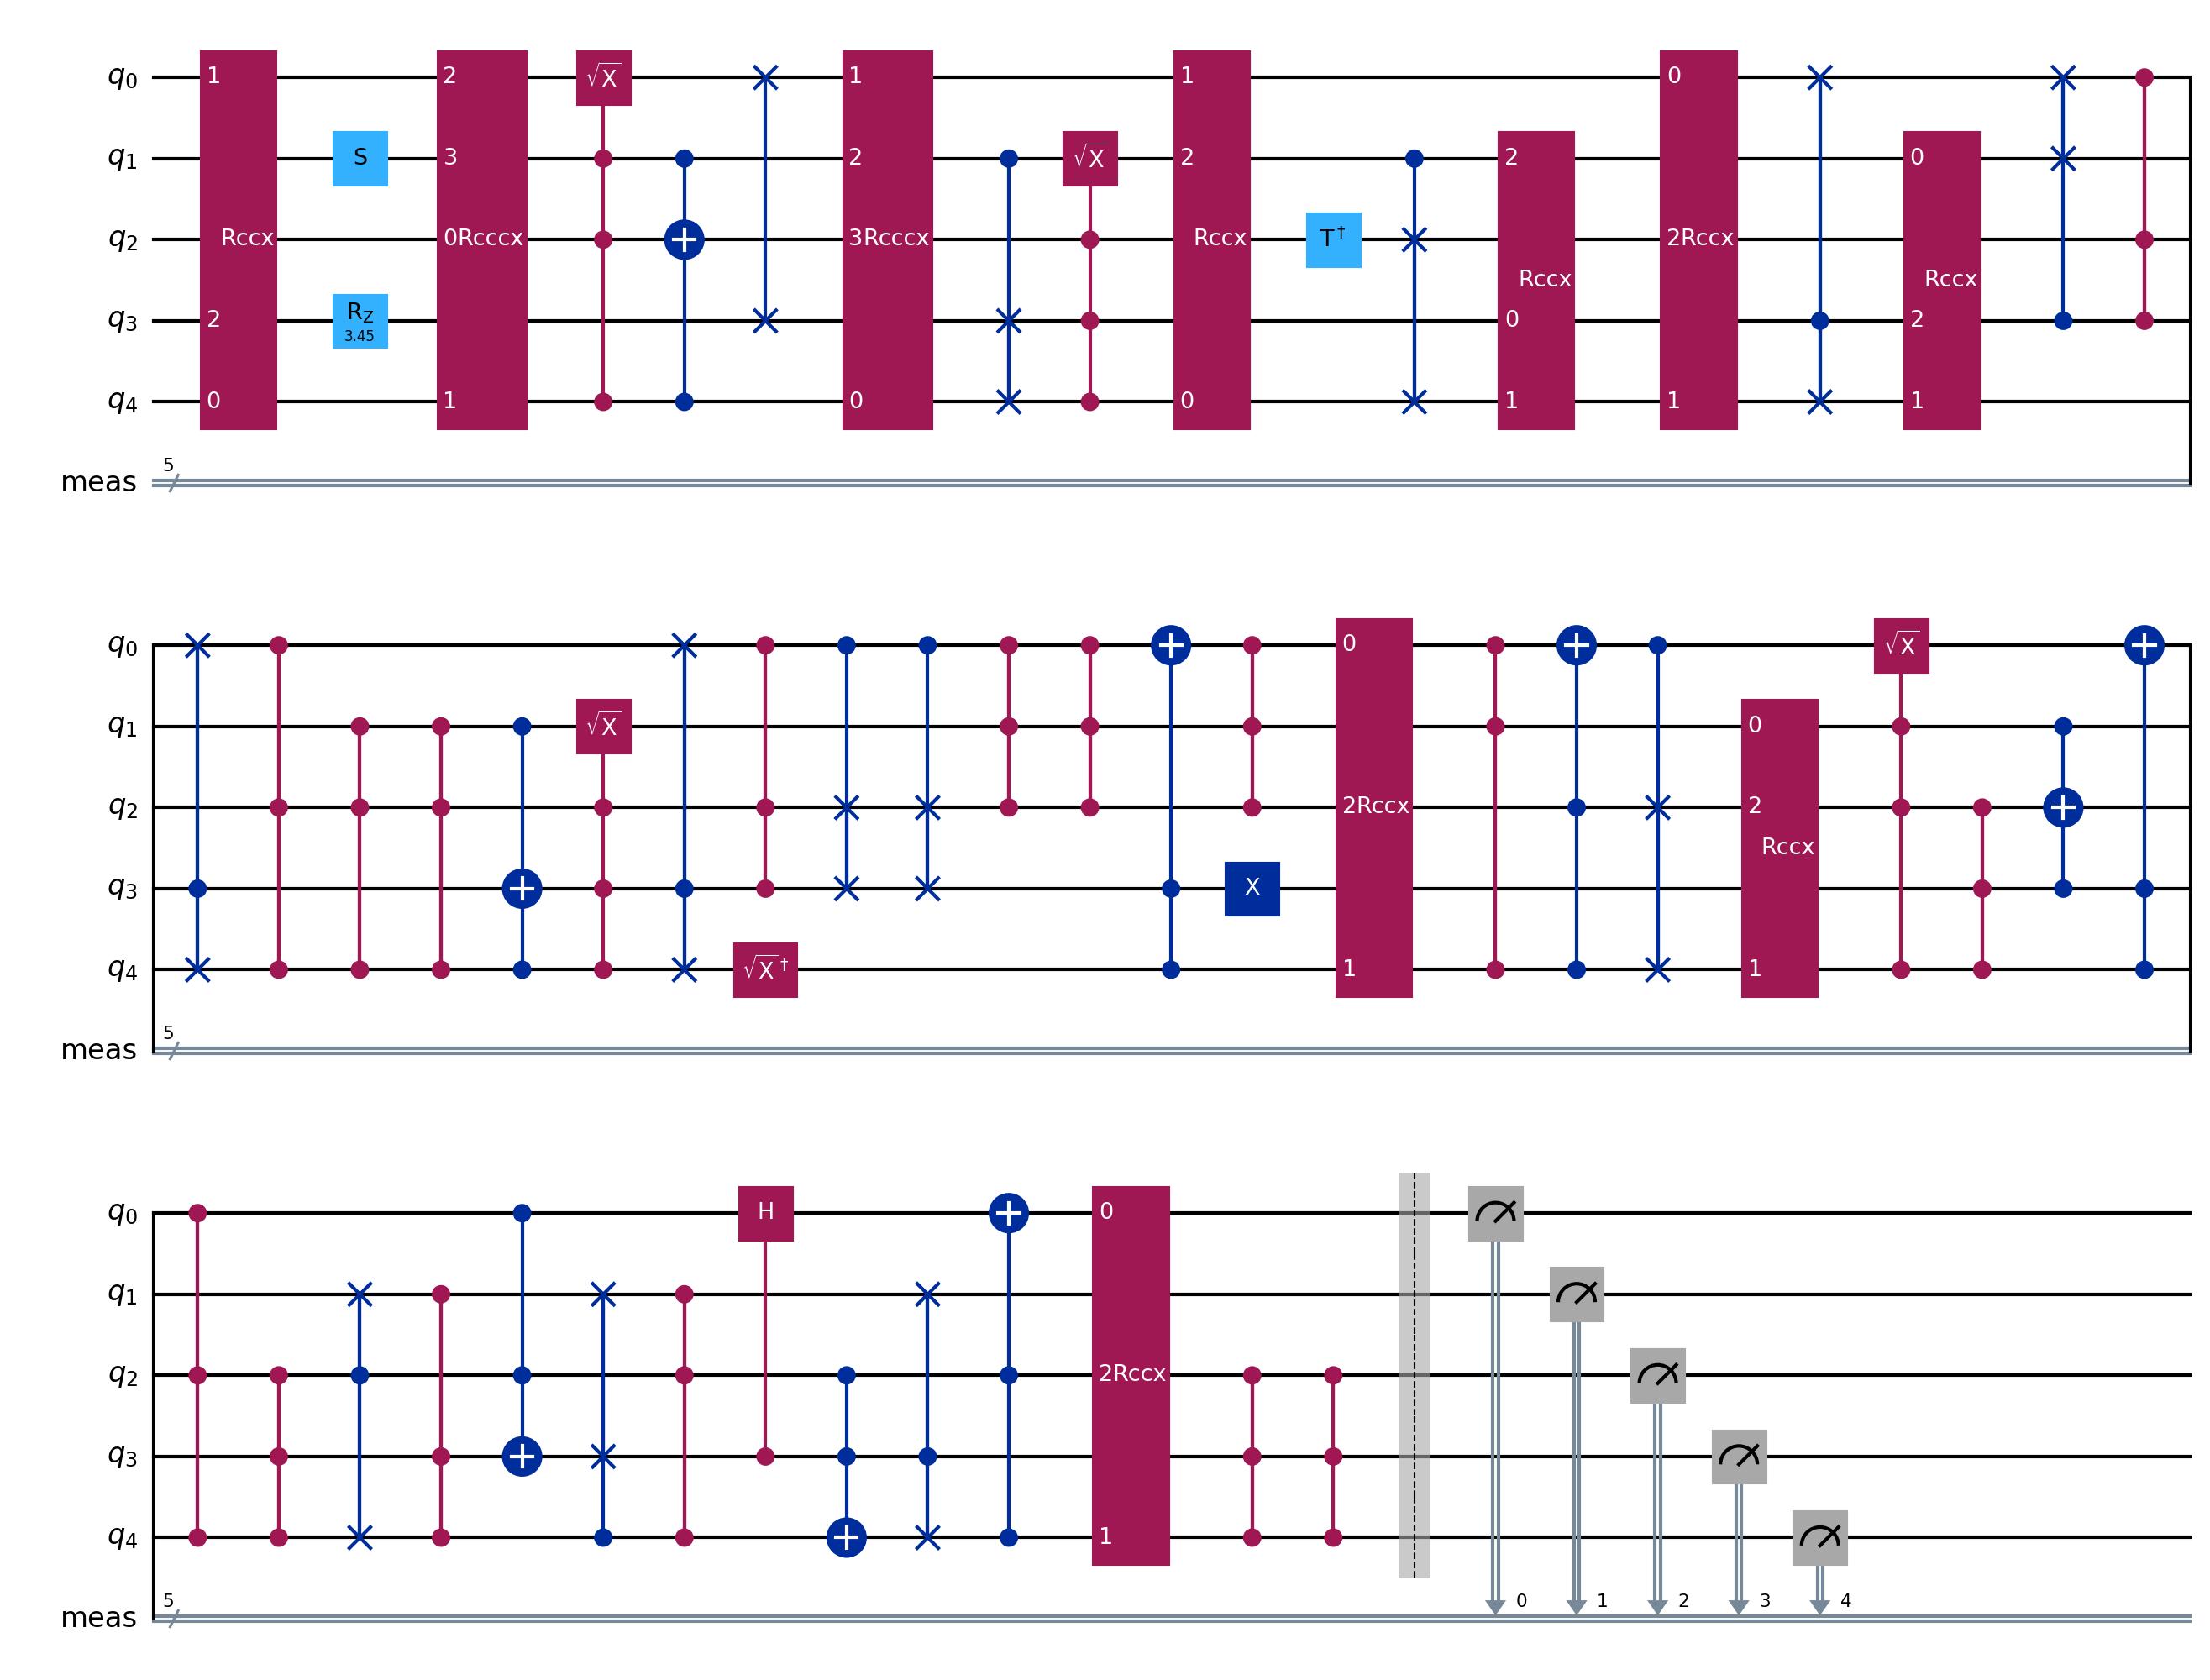 q0 1 2 √X 1 1 0
q1 S 3 2 √X 2 2 0
q2 Rccx 0Rcccx 3Rcccx Rccx T† 2Rccx
Rccx Rccx
q3 2 RZ 0 2
3.45
q4 0 1 0 0 1 1 1
5
meas
q0 0 √X
q1 √X 0
q2 2Rccx 2
Rccx
q3 X
q4 √X† 1 1
5
meas
q0 H 0
q1
q2 2Rccx
q3
q4 1
5 0 1 2 3 4
meas